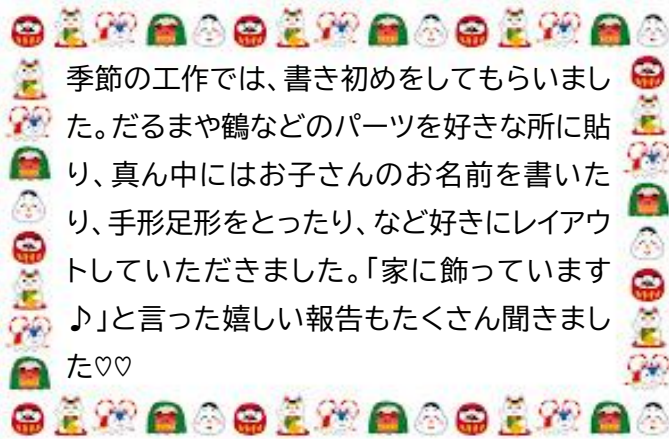 季節の工作では、書き初めをしてもらいまし
た。だるまや鶴などのパーツを好きな所に貼
り、真ん中にはお子さんのお名前を書いた
り、手形足形をとったり、など好きにレイアウ
トしていただきました。「家に飾っています
♪」と言った嬉しい報告もたくさん聞きまし
た♡♡